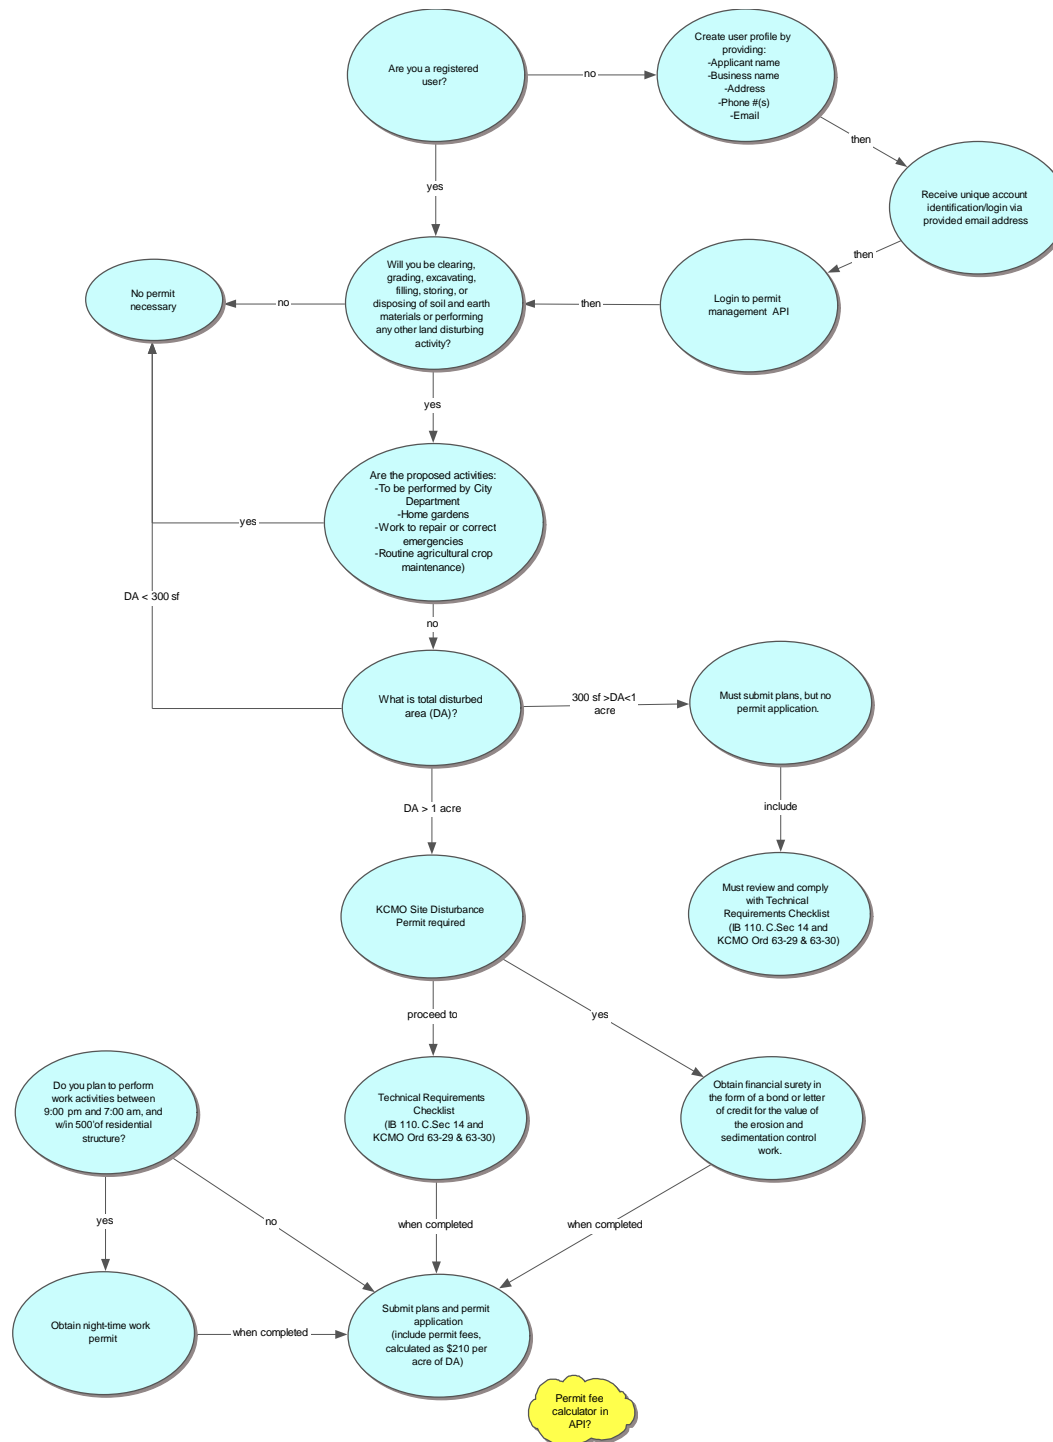 Are you a registered
user?
no
Create user profile by
providing:
-Applicant name
-Business name
-Address
-Phone #(s)
-Email
then
Receive unique account
identification/login via
provided email address
then
yes
Will you be clearing,
grading, excavating,
filling, storing, or
disposing of soil and earth
materials or performing
any other land disturbing
activity?
then
Login to permit
management API
no
No permit
necessary
yes
Are the proposed activities:
-To be performed by City
Department
-Home gardens
-Work to repair or correct
emergencies
-Routine agricultural crop
maintenance)
yes
DA < 300 sf
no
What is total disturbed
area (DA)?
300 sf >DA<1
acre
Must submit plans, but no
permit application.
include
Must review and comply
with Technical
Requirements Checklist
(IB 110. C.Sec 14 and
KCMO Ord 63-29 & 63-30)
DA > 1 acre
KCMO Site Disturbance
Permit required
proceed to
yes
Do you plan to perform
work activities between
9:00 pm and 7:00 am, and
w/in 500'of residential
structure?
Technical Requirements
Checklist
(IB 110. C.Sec 14 and
KCMO Ord 63-29 & 63-30)
Obtain financial surety in
the form of a bond or letter
of credit for the value of
the erosion and
sedimentation control
work.
yes
no
when completed
when completed
Obtain night-time work
permit
when completed
Submit plans and permit
application
(include permit fees,
calculated as $210 per
acre of DA)
Permit fee
calculator in
API?